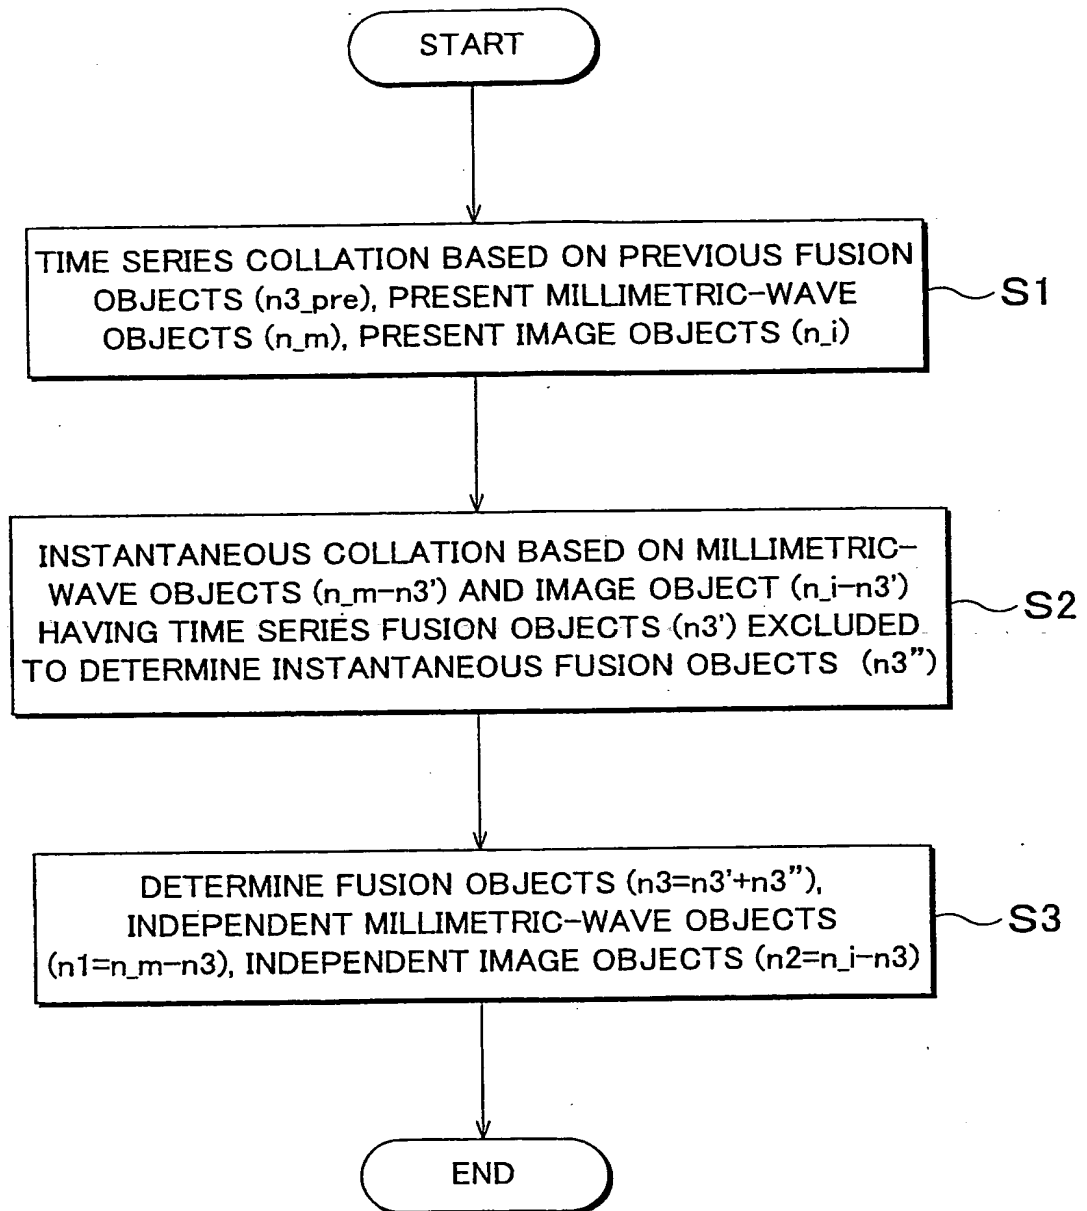 START
TIME SERIES COLLATION BASED ON PREVIOUS FUSION
OBJECTS (n3_pre), PRESENT MILLIMETRIC-WAVE
OBJECTS (n_m), PRESENT IMAGE OBJECTS (n_i)
S1
INSTANTANEOUS COLLATION BASED ON MILLIMETRIC-
WAVE OBJECTS (n_m-n3') AND IMAGE OBJECT (n_i-n3')
HAVING TIME SERIES FUSION OBJECTS (n3') EXCLUDED
TO DETERMINE INSTANTANEOUS FUSION OBJECTS (n3")
S2
DETERMINE FUSION OBJECTS (n3=n3'+n3"),
INDEPENDENT MILLIMETRIC-WAVE OBJECTS
(n1=n_m-n3), INDEPENDENT IMAGE OBJECTS (n2=n_i-n3)
S3
END